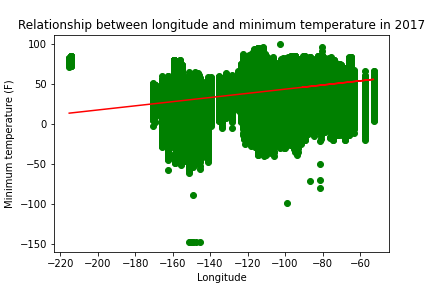 Relationship between longitude and minimum temperature in 2017
Minimum temperature (F)
100
50
0
−50
−100
−150
−220 −200 −180 −160 −140 −120 −100 −80 −60
Longitude